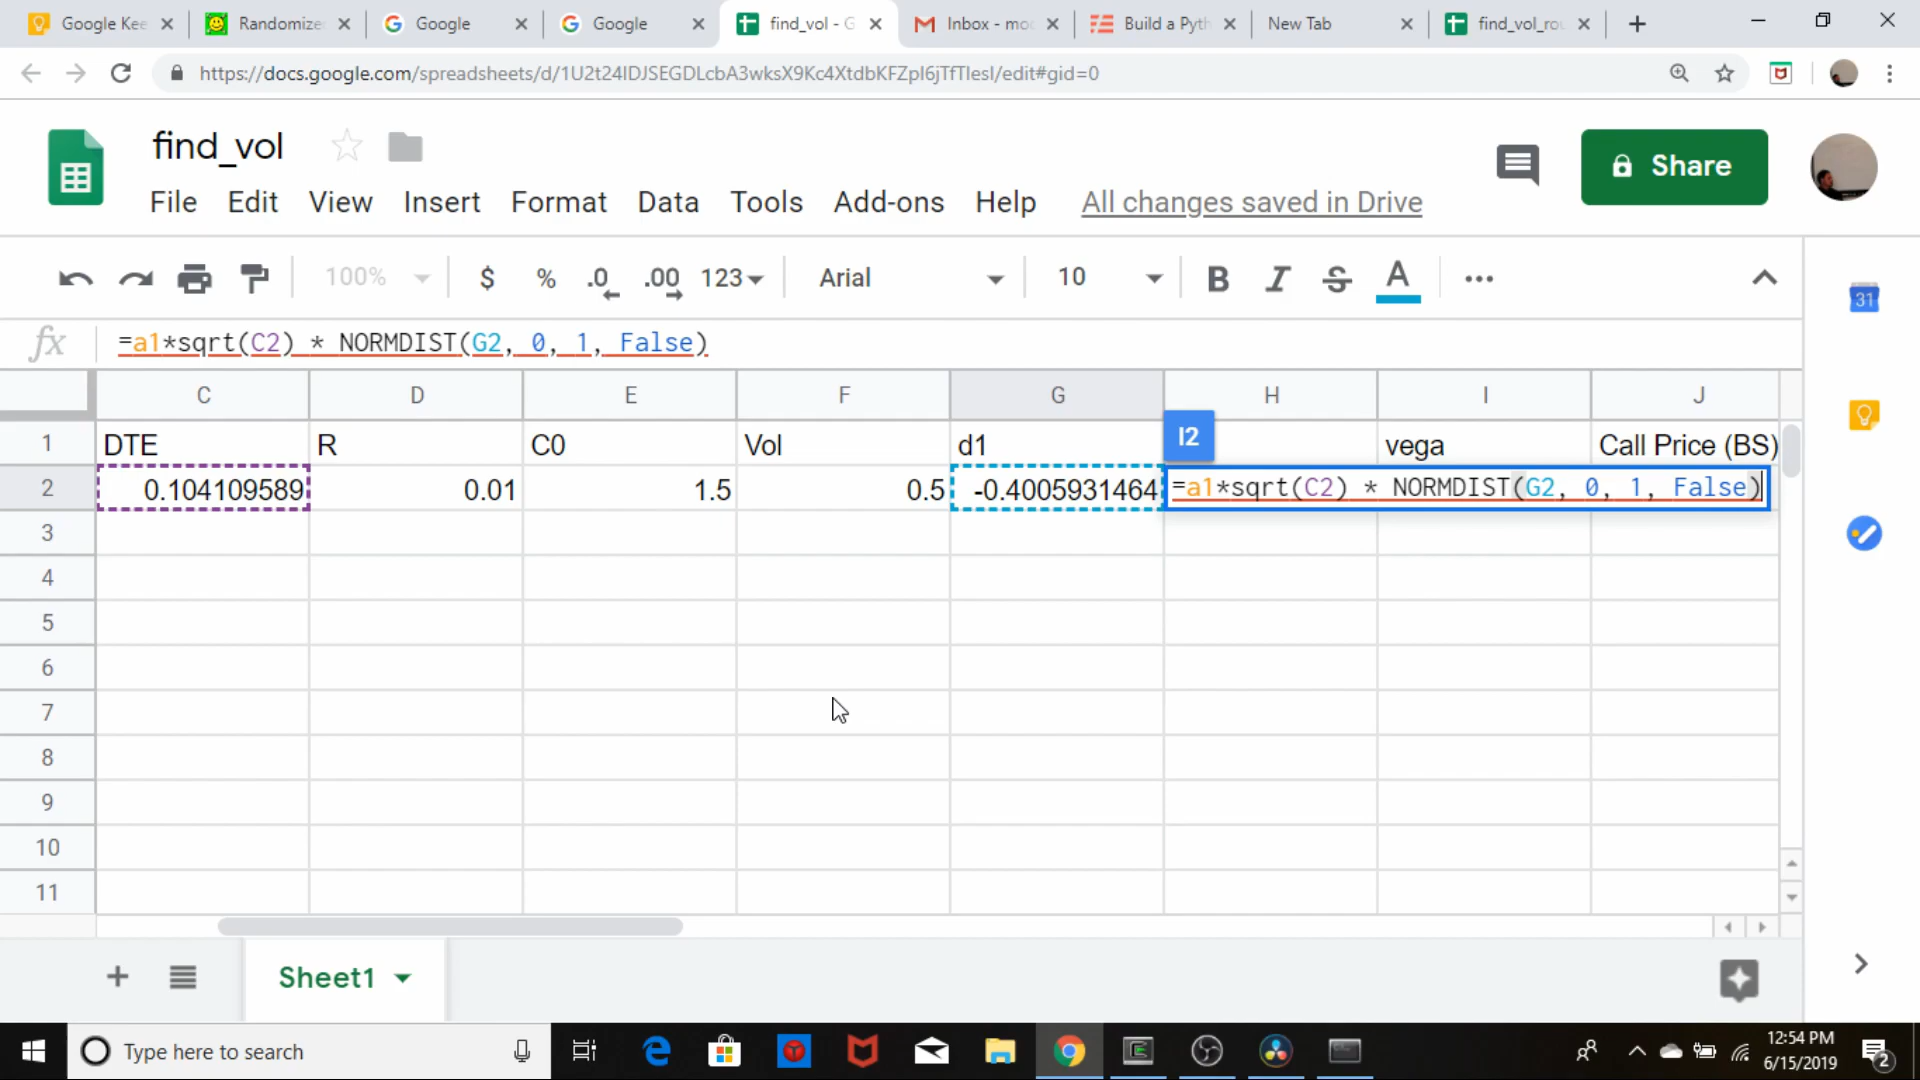 Google Kee
Randomize
Google
Google
find_vol - G
Inbox - mo
Build a Pyth
New Tab
find_vol_ro
https://docs.google.com/spreadsheets/d/1U2t24IDJSEGDLcbA3wksX9Kc4XtdbKFZpI6jTfTlesI/edit#gid=0
find_vol
Share
File Edit View Insert Format Data Tools Add-ons Help All changes saved in Drive
100% $ % .0 .00 123 Arial 10 B I S A
31
fx =a1*sqrt(C2) * NORMDIST(G2, 0, 1, False)
C D E F G H I J
I2
1 DTE R C0 Vol d1 vega Call Price (BS)
2 0.104109589 0.01 1.5 0.5 -0.4005931464 =a1*sqrt(C2) * NORMDIST(G2, 0, 1, False)
3
4
5
6
7
8
9
10
11
Sheet1
Type here to search
12:54 PM
6/15/2019
2